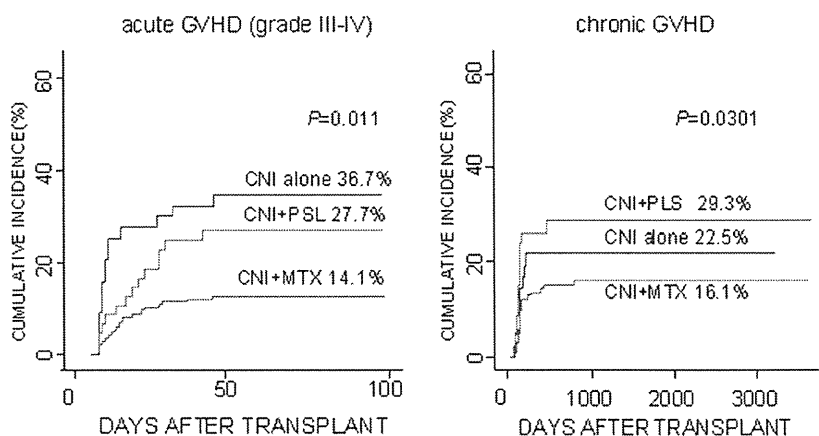 acute GVHD (grade III-IV)
CUMULATIVE INCIDENCE(%)
60
40
20
0
P=0.011
CNI alone 36.7%
CNI+PSL 27.7%
CNI+MTX 14.1%
0 50 100
DAYS AFTER TRANSPLANT
chronic GVHD
CUMULATIVE INCIDENCE(%)
60
40
20
0
P=0.0301
CNI+PLS 29.3%
CNI alone 22.5%
CNI+MTX 16.1%
0 1000 2000 3000
DAYS AFTER TRANSPLANT